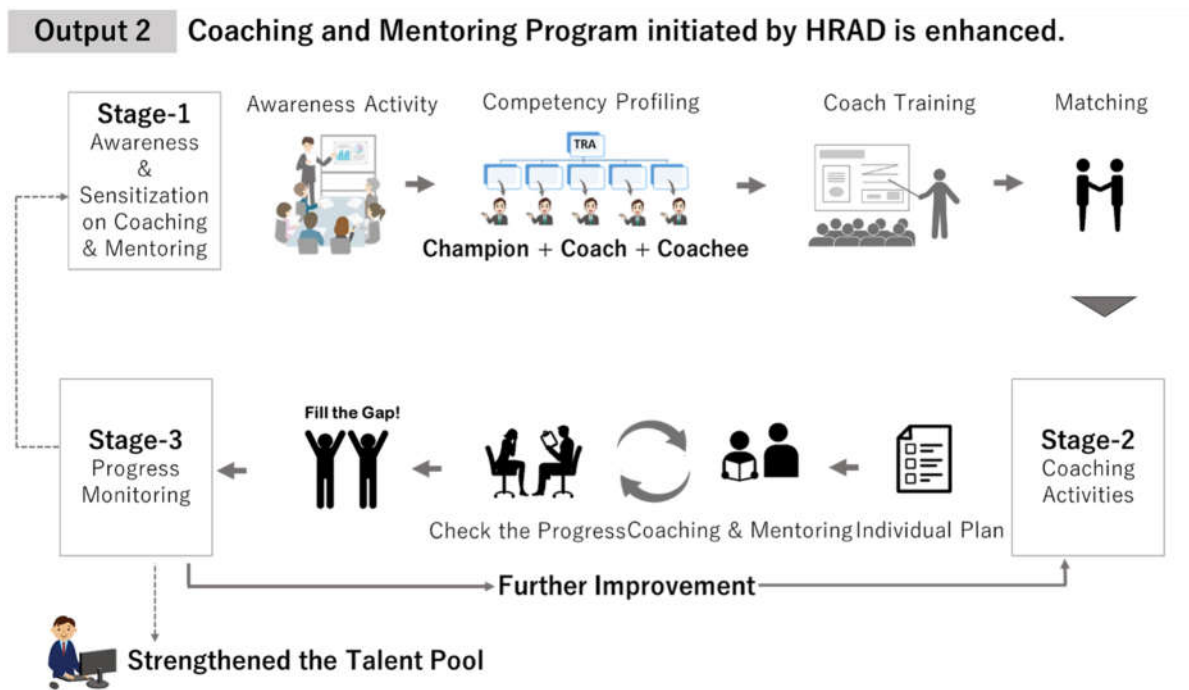 Output 2 Coaching and Mentoring Program initiated by HRAD is enhanced.
Stage-1
Awareness
&
Sensitization
on Coaching
& Mentoring
Awareness Activity
Competency Profiling
TRA
Champion + Coach + Coachee
Coach Training
Matching
Stage-2
Coaching
Activities
Individual Plan
Coaching & Mentoring
Check the Progress
Fill the Gap!
Stage-3
Progress
Monitoring
Further Improvement
Strengthened the Talent Pool